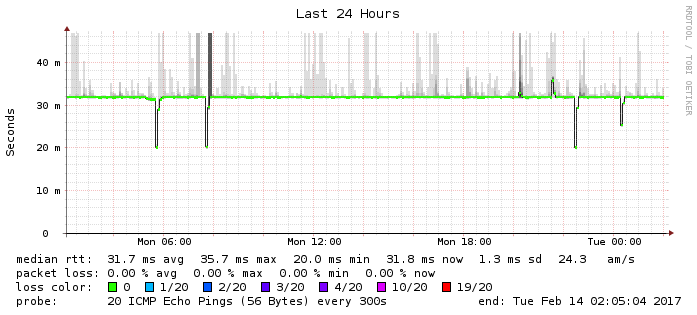 Last 24 Hours
RRDTOOL / TOBI OETIKER
Seconds
40 m
30 m
20 m
10 m
0
Mon 06:00 Mon 12:00 Mon 18:00 Tue 00:00
median rtt: 31.7 ms avg 35.7 ms max 20.0 ms min 31.8 ms now 1.3 ms sd 24.3 am/s
packet loss: 0.00 % avg 0.00 % max 0.00 % min 0.00 % now
loss color: 0 1/20 2/20 3/20 4/20 10/20 19/20
probe: 20 ICMP Echo Pings (56 Bytes) every 300s end: Tue Feb 14 02:05:04 2017